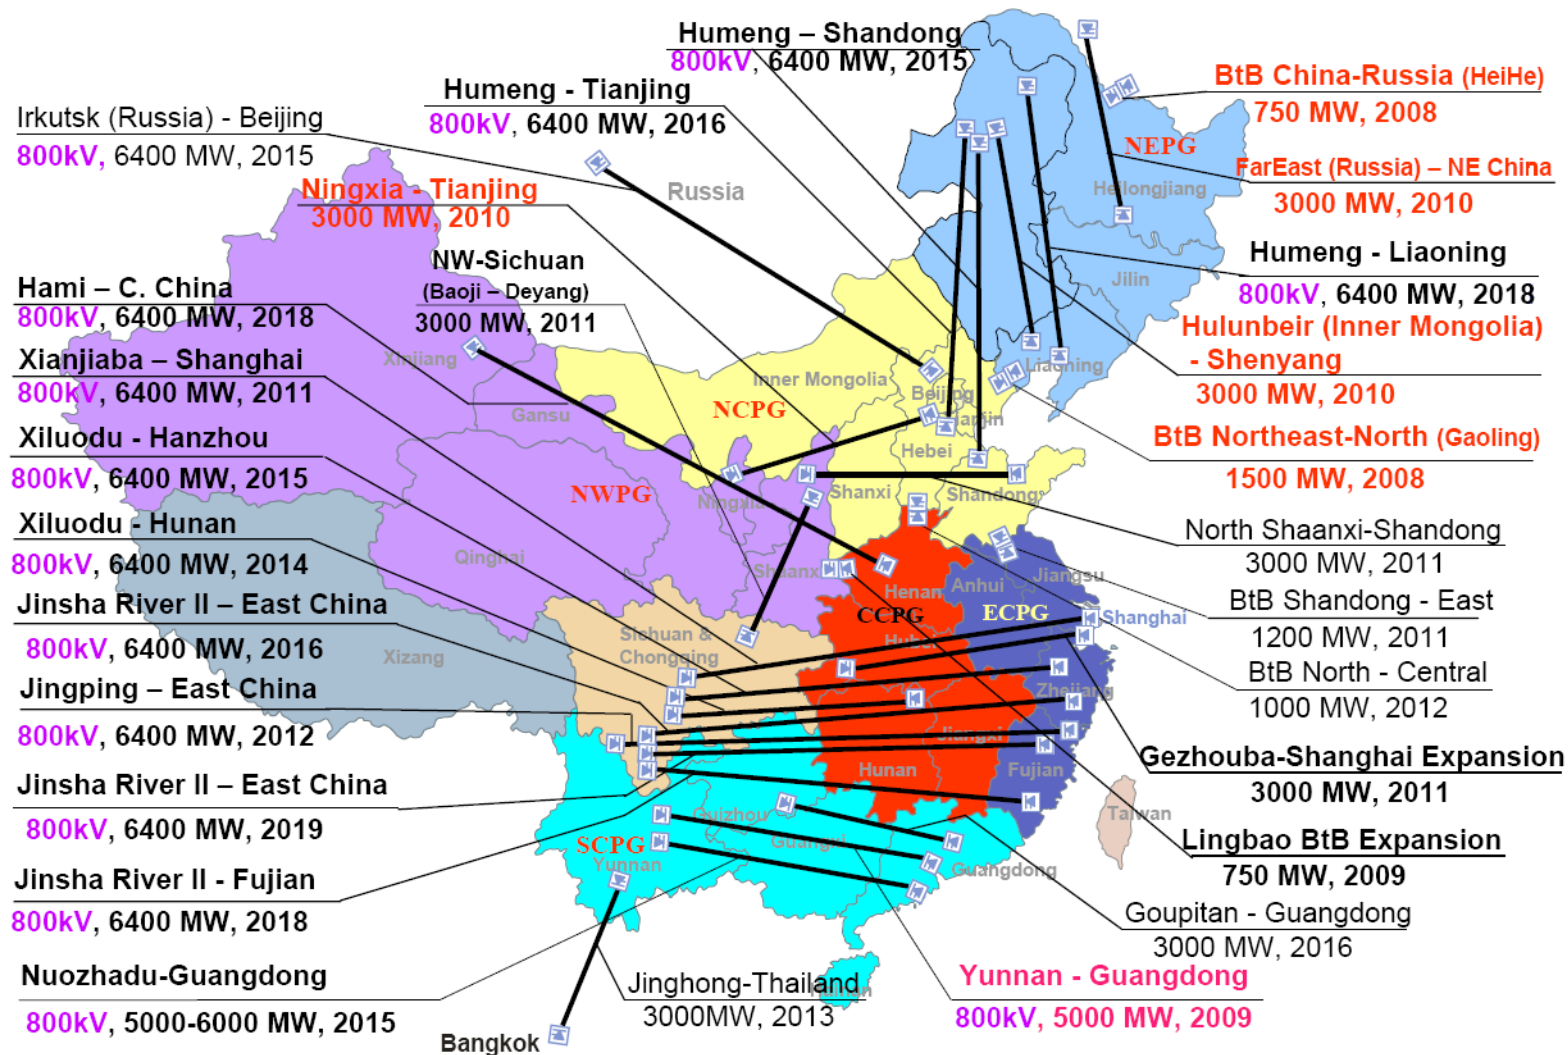 Humeng – Shandong
800kV, 6400 MW, 2015
Humeng - Tianjing
800kV, 6400 MW, 2016
Irkutsk (Russia) - Beijing
800kV, 6400 MW, 2015
Ningxia - Tianjing
3000 MW, 2010
NW-Sichuan
(Baoji – Deyang)
3000 MW, 2011
Hami – C. China
800kV, 6400 MW, 2018
Xianjiaba – Shanghai
800kV, 6400 MW, 2011
Xiluodu - Hanzhou
800kV, 6400 MW, 2015
Xiluodu - Hunan
800kV, 6400 MW, 2014
Jinsha River II – East China
800kV, 6400 MW, 2016
Jingping – East China
800kV, 6400 MW, 2012
Jinsha River II – East China
800kV, 6400 MW, 2019
Jinsha River II - Fujian
800kV, 6400 MW, 2018
Nuozhadu-Guangdong
800kV, 5000-6000 MW, 2015
Bangkok
Jinghong-Thailand
3000MW, 2013
Yunnan - Guangdong
800kV, 5000 MW, 2009
Goupitan - Guangdong
3000 MW, 2016
Lingbao BtB Expansion
750 MW, 2009
Gezhouba-Shanghai Expansion
3000 MW, 2011
BtB North - Central
1000 MW, 2012
BtB Shandong - East
1200 MW, 2011
North Shaanxi-Shandong
3000 MW, 2011
BtB Northeast-North (Gaoling)
1500 MW, 2008
Hulunbeir (Inner Mongolia)
- Shenyang
3000 MW, 2010
Humeng - Liaoning
800kV, 6400 MW, 2018
FarEast (Russia) – NE China
3000 MW, 2010
BtB China-Russia (HeiHe)
750 MW, 2008
Russia
NEPG
Heilongjiang
Jilin
Liaoning
Xinjiang
Gansu
Inner Mongolia
NCPG
Beijing
Tianjin
Hebei
Shanxi
Shandong
NWPG
Ningxia
Qinghai
Shaanxi
Henan
Anhui
Jiangsu
CCPG
ECPG
Shanghai
Hubei
Sichuan &
Chongqing
Xizang
Zhejiang
Jiangxi
Hunan
Fujian
Taiwan
Guizhou
SCPG
Yunnan
Guangxi
Guangdong
Hainan